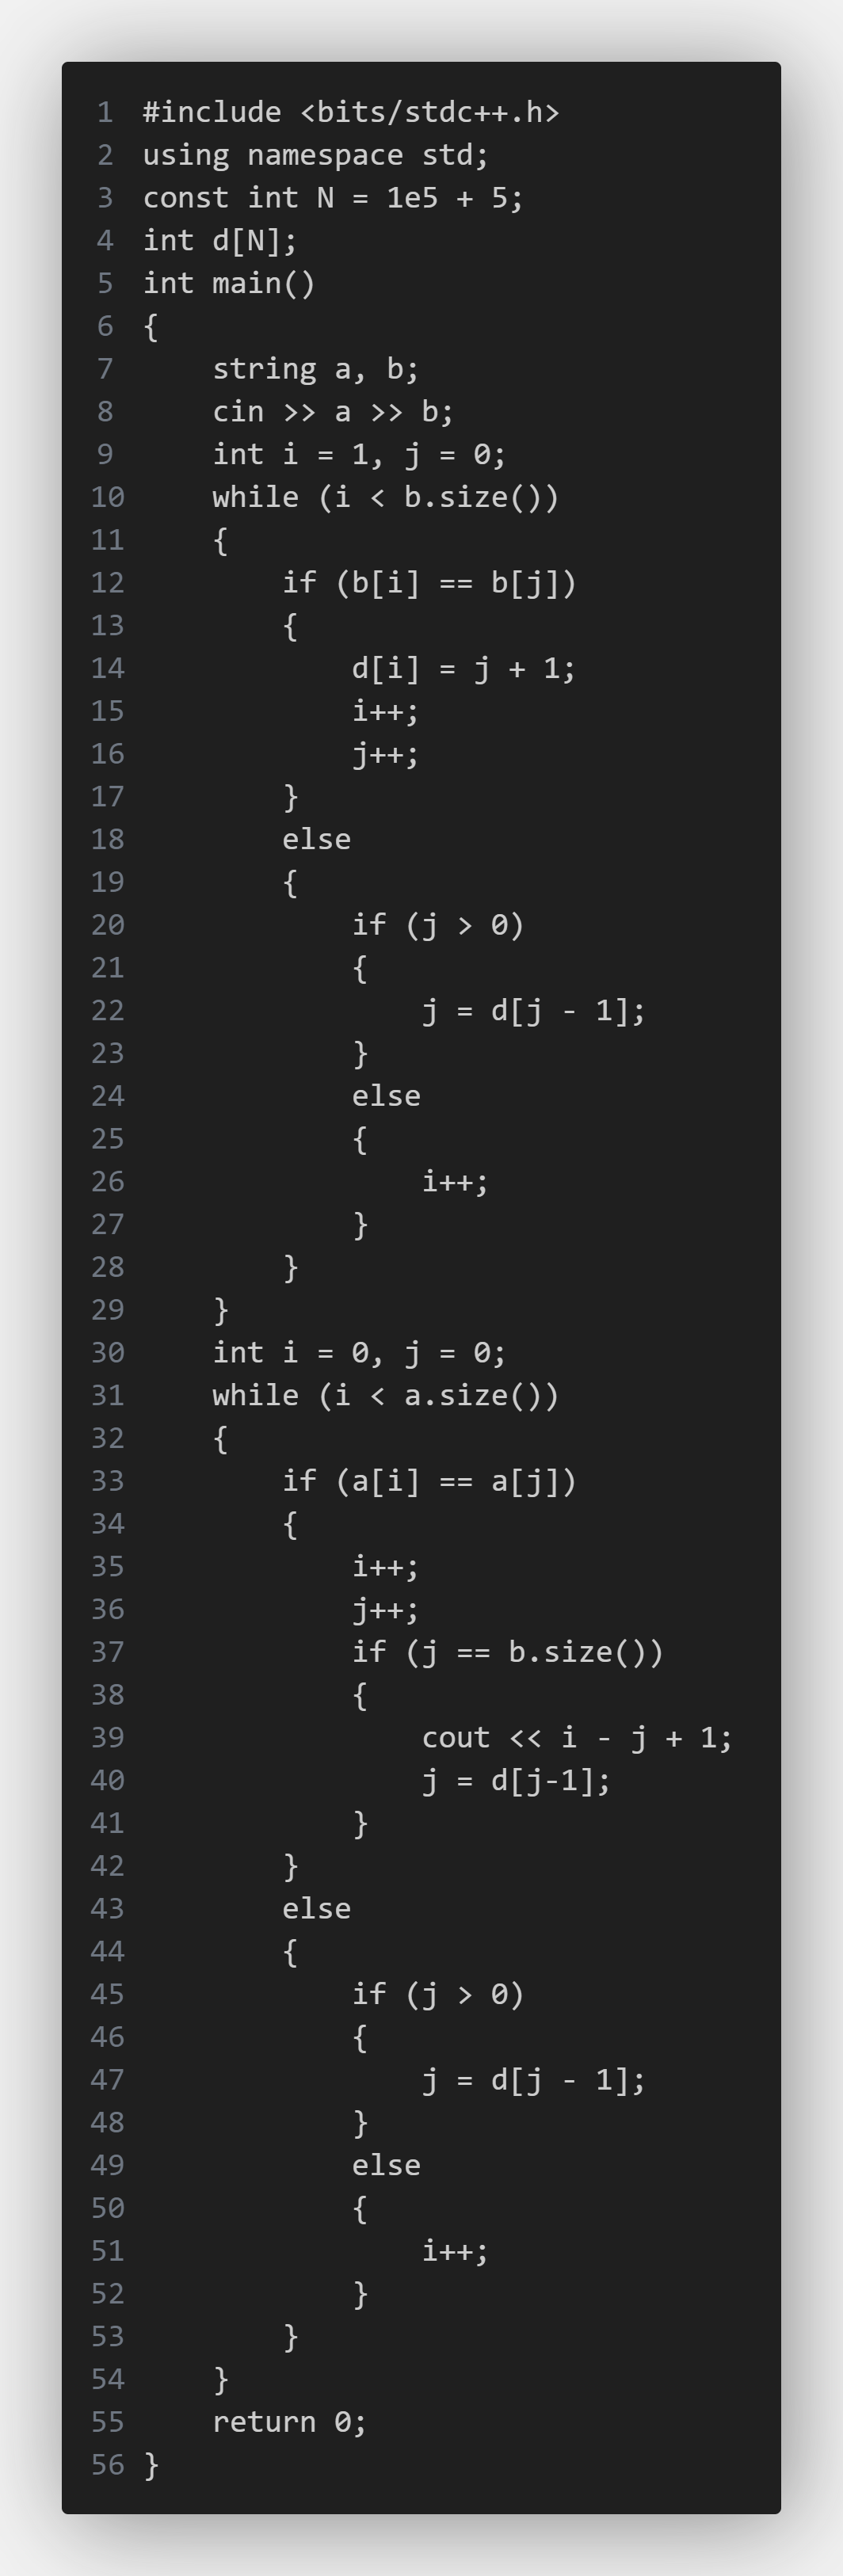 1 #include <bits/stdc++.h>
2 using namespace std;
3 const int N = 1e5 + 5;
4 int d[N];
5 int main()
6 {
7     string a, b;
8     cin >> a >> b;
9     int i = 1, j = 0;
10     while (i < b.size())
11     {
12         if (b[i] == b[j])
13         {
14             d[i] = j + 1;
15             i++;
16             j++;
17         }
18         else
19         {
20             if (j > 0)
21             {
22                 j = d[j - 1];
23             }
24             else
25             {
26                 i++;
27             }
28         }
29     }
30     int i = 0, j = 0;
31     while (i < a.size())
32     {
33         if (a[i] == a[j])
34         {
35             i++;
36             j++;
37             if (j == b.size())
38             {
39                 cout << i - j + 1;
40                 j = d[j-1];
41             }
42         }
43         else
44         {
45             if (j > 0)
46             {
47                 j = d[j - 1];
48             }
49             else
50             {
51                 i++;
52             }
53         }
54     }
55     return 0;
56 }